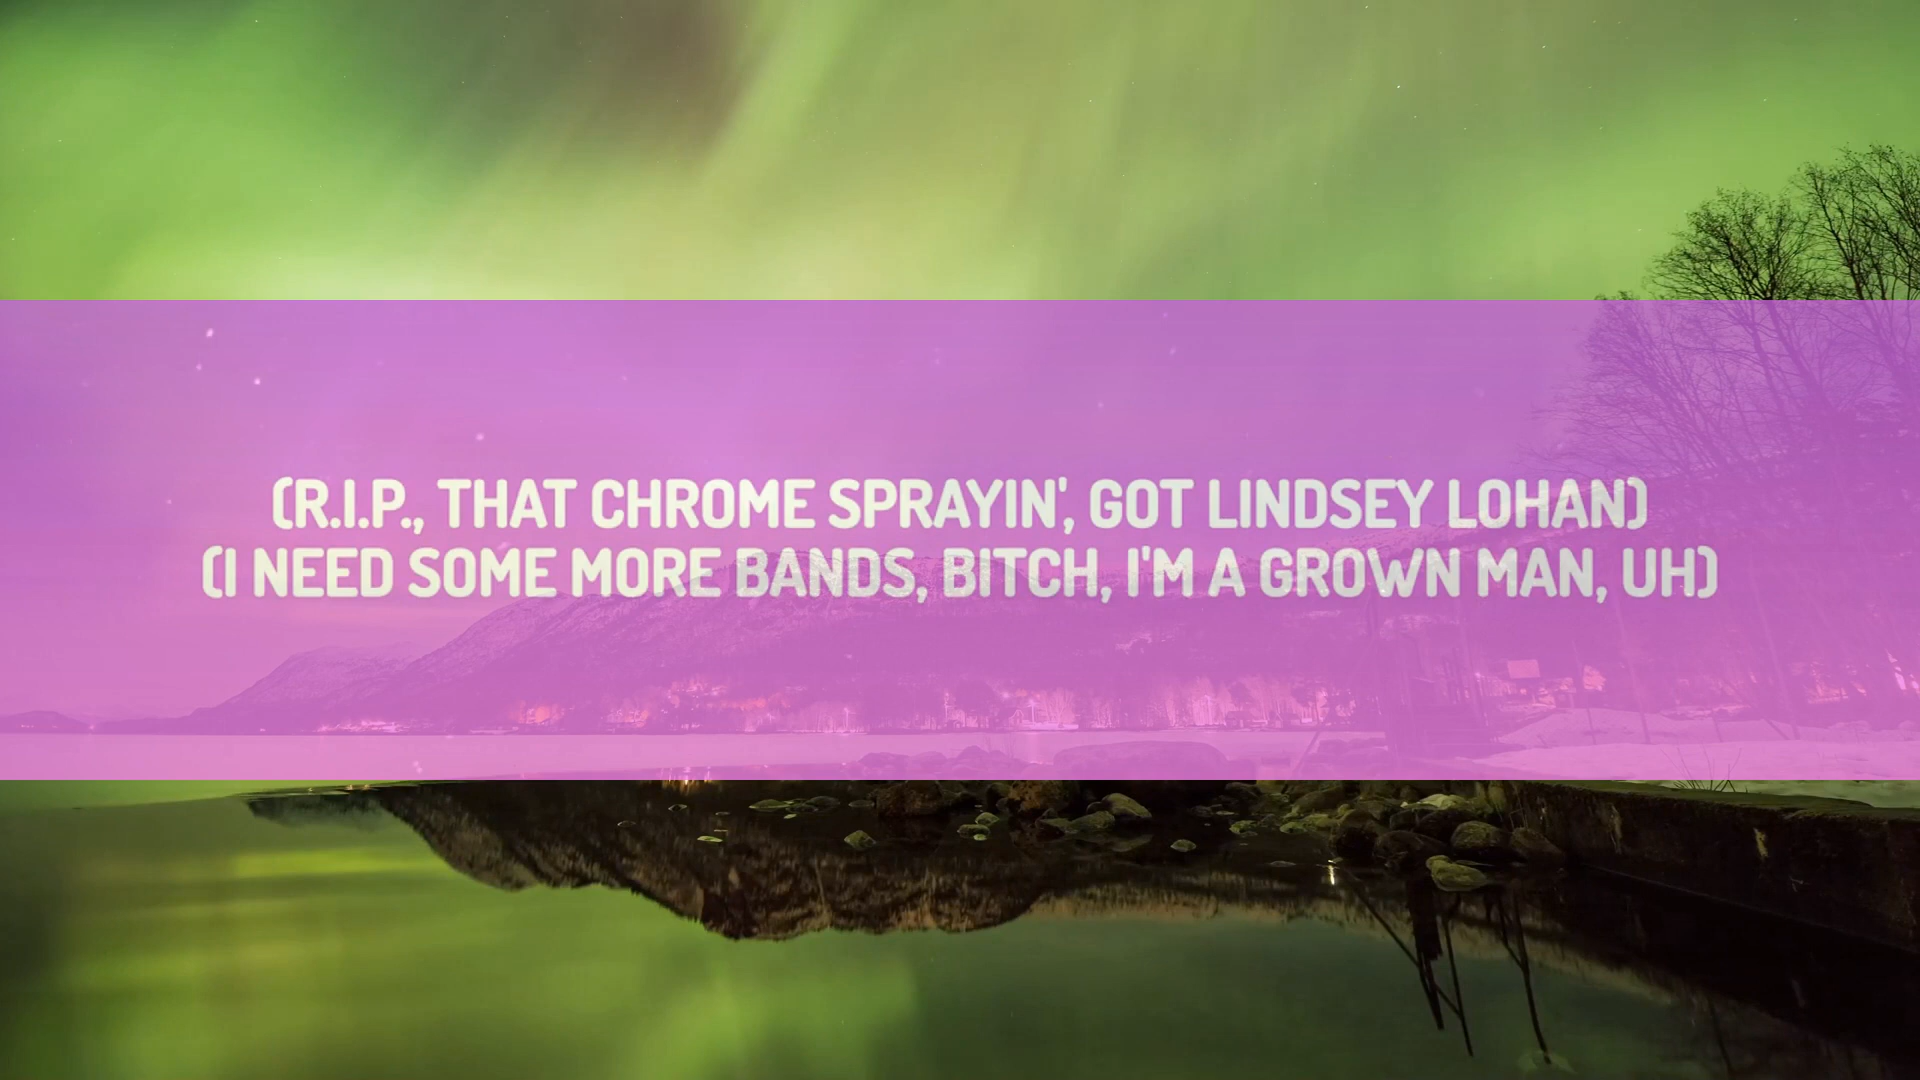 (R.I.P., THAT CHROME SPRAYIN', GOT LINDSEY LOHAN)
(I NEED SOME MORE BANDS, BITCH, I'M A GROWN MAN, UH)